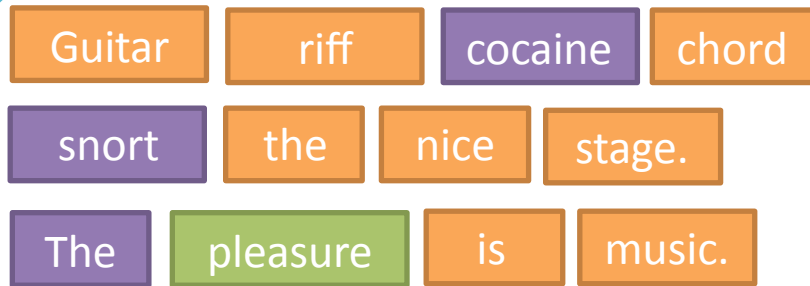 Guitar riff cocaine chord
snort the nice stage.
The pleasure is music.